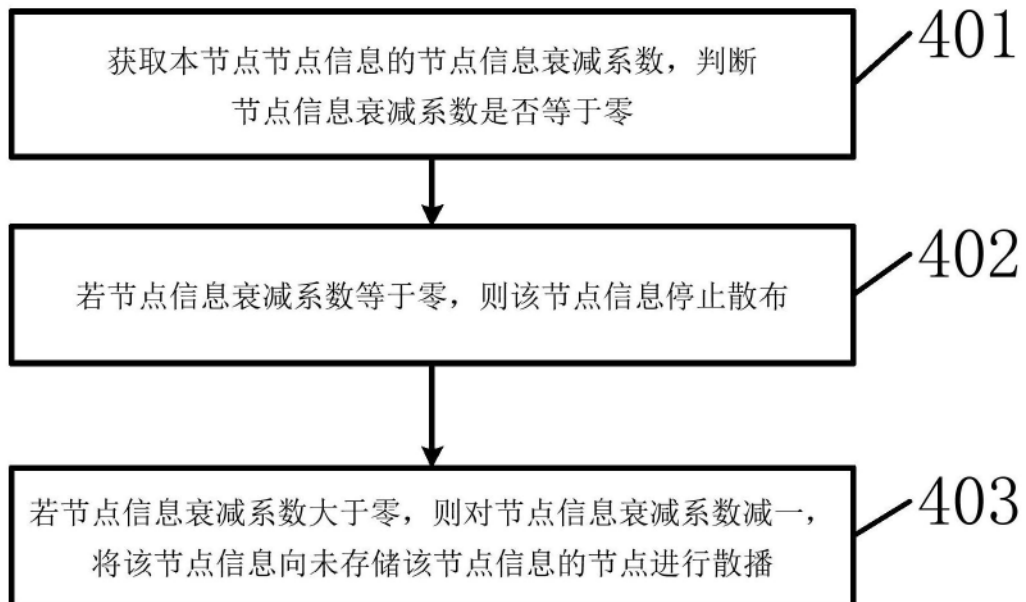 获取本节点节点信息的节点信息衰减系数，判断
节点信息衰减系数是否等于零
401
若节点信息衰减系数等于零，则该节点信息停止散布
402
若节点信息衰减系数大于零，则对节点信息衰减系数减一，
将该节点信息向未存储该节点信息的节点进行散播
403